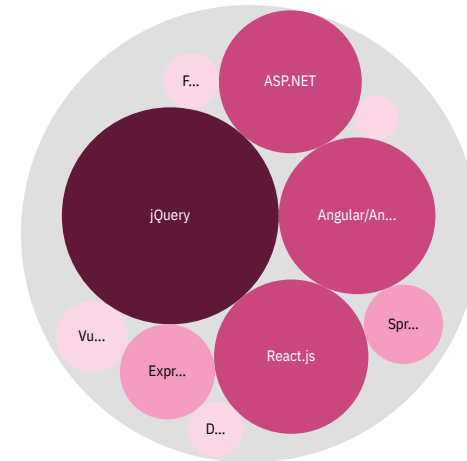 F...
ASP.NET
jQuery
Angular/An...
Vu...
Expr...
React.js
Spr...
D...